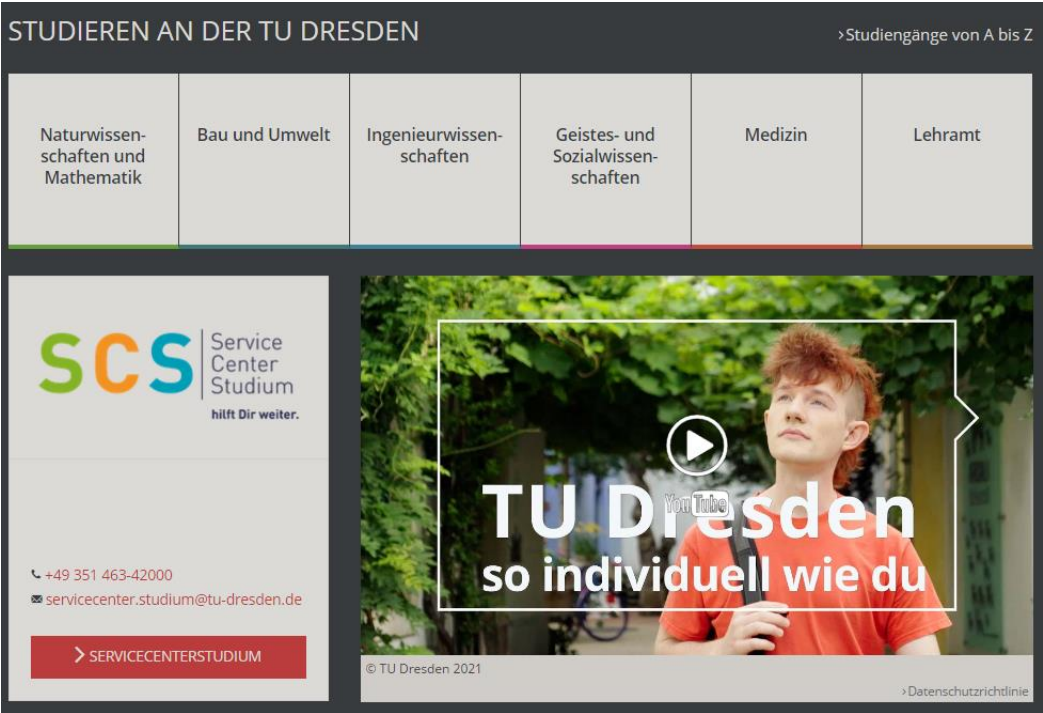 STUDIEREN AN DER TU DRESDEN
›Studiengänge von A bis Z
Naturwissen-
schaften und
Mathematik
Bau und Umwelt
Ingenieurwissen-
schaften
Geistes- und
Sozialwissen-
schaften
Medizin
Lehramt
SCS
Service
Center
Studium
hilft Dir weiter.
+49 351 463-42000
servicecenter.studium@tu-dresden.de
SERVICECENTERSTUDIUM
TU Dresden
YouTube
so individuell wie du
© TU Dresden 2021
›Datenschutzrichtlinie